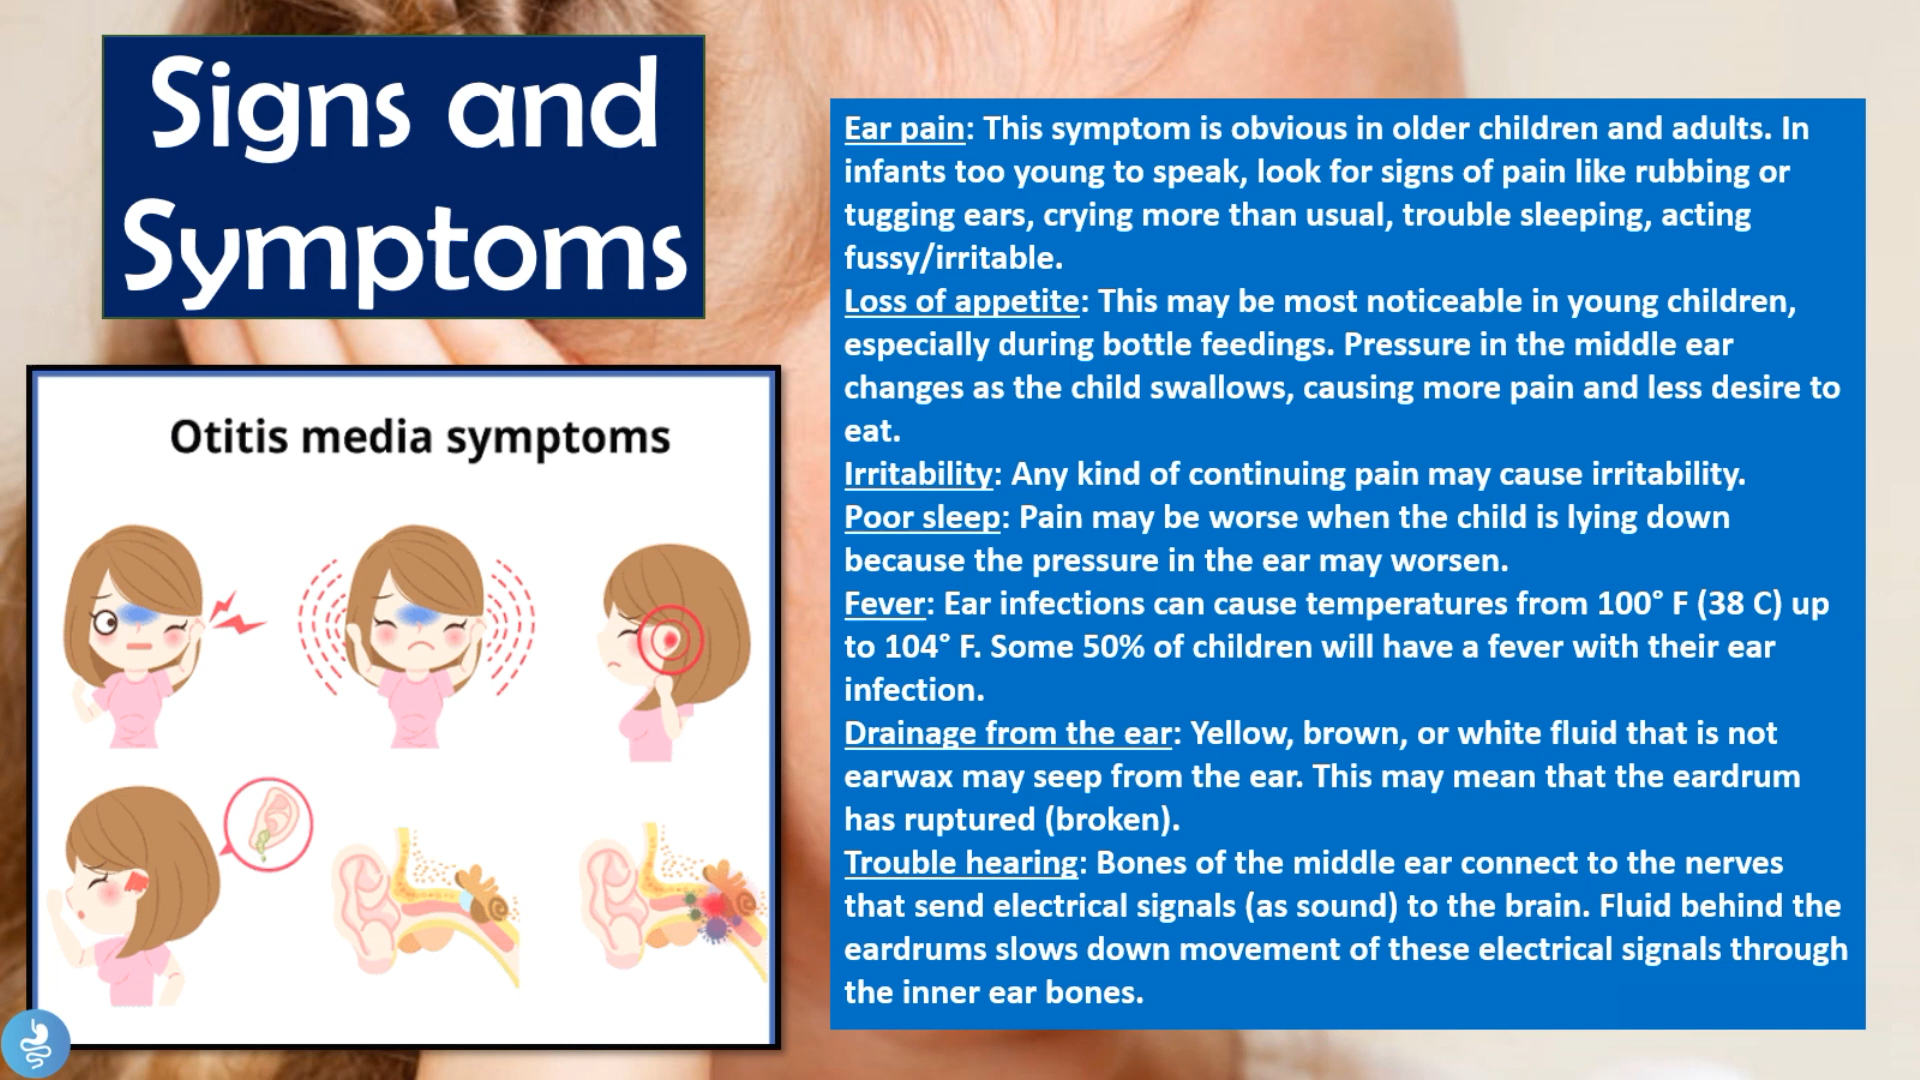 Signs and
Symptoms
Otitis media symptoms
Ear pain: This symptom is obvious in older children and adults. In
infants too young to speak, look for signs of pain like rubbing or
tugging ears, crying more than usual, trouble sleeping, acting
fussy/irritable.
Loss of appetite: This may be most noticeable in young children,
especially during bottle feedings. Pressure in the middle ear
changes as the child swallows, causing more pain and less desire to
eat.
Irritability: Any kind of continuing pain may cause irritability.
Poor sleep: Pain may be worse when the child is lying down
because the pressure in the ear may worsen.
Fever: Ear infections can cause temperatures from 100° F (38 C) up
to 104° F. Some 50% of children will have a fever with their ear
infection.
Drainage from the ear: Yellow, brown, or white fluid that is not
earwax may seep from the ear. This may mean that the eardrum
has ruptured (broken).
Trouble hearing: Bones of the middle ear connect to the nerves
that send electrical signals (as sound) to the brain. Fluid behind the
eardrums slows down movement of these electrical signals through
the inner ear bones.